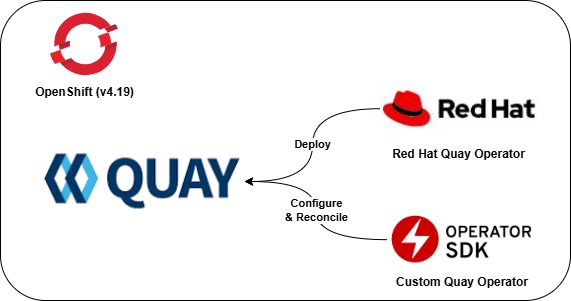 OpenShift (v4.19)
Red Hat
Deploy
Red Hat Quay Operator
QUAY
Configure
& Reconcile
OPERATOR
SDK
Custom Quay Operator